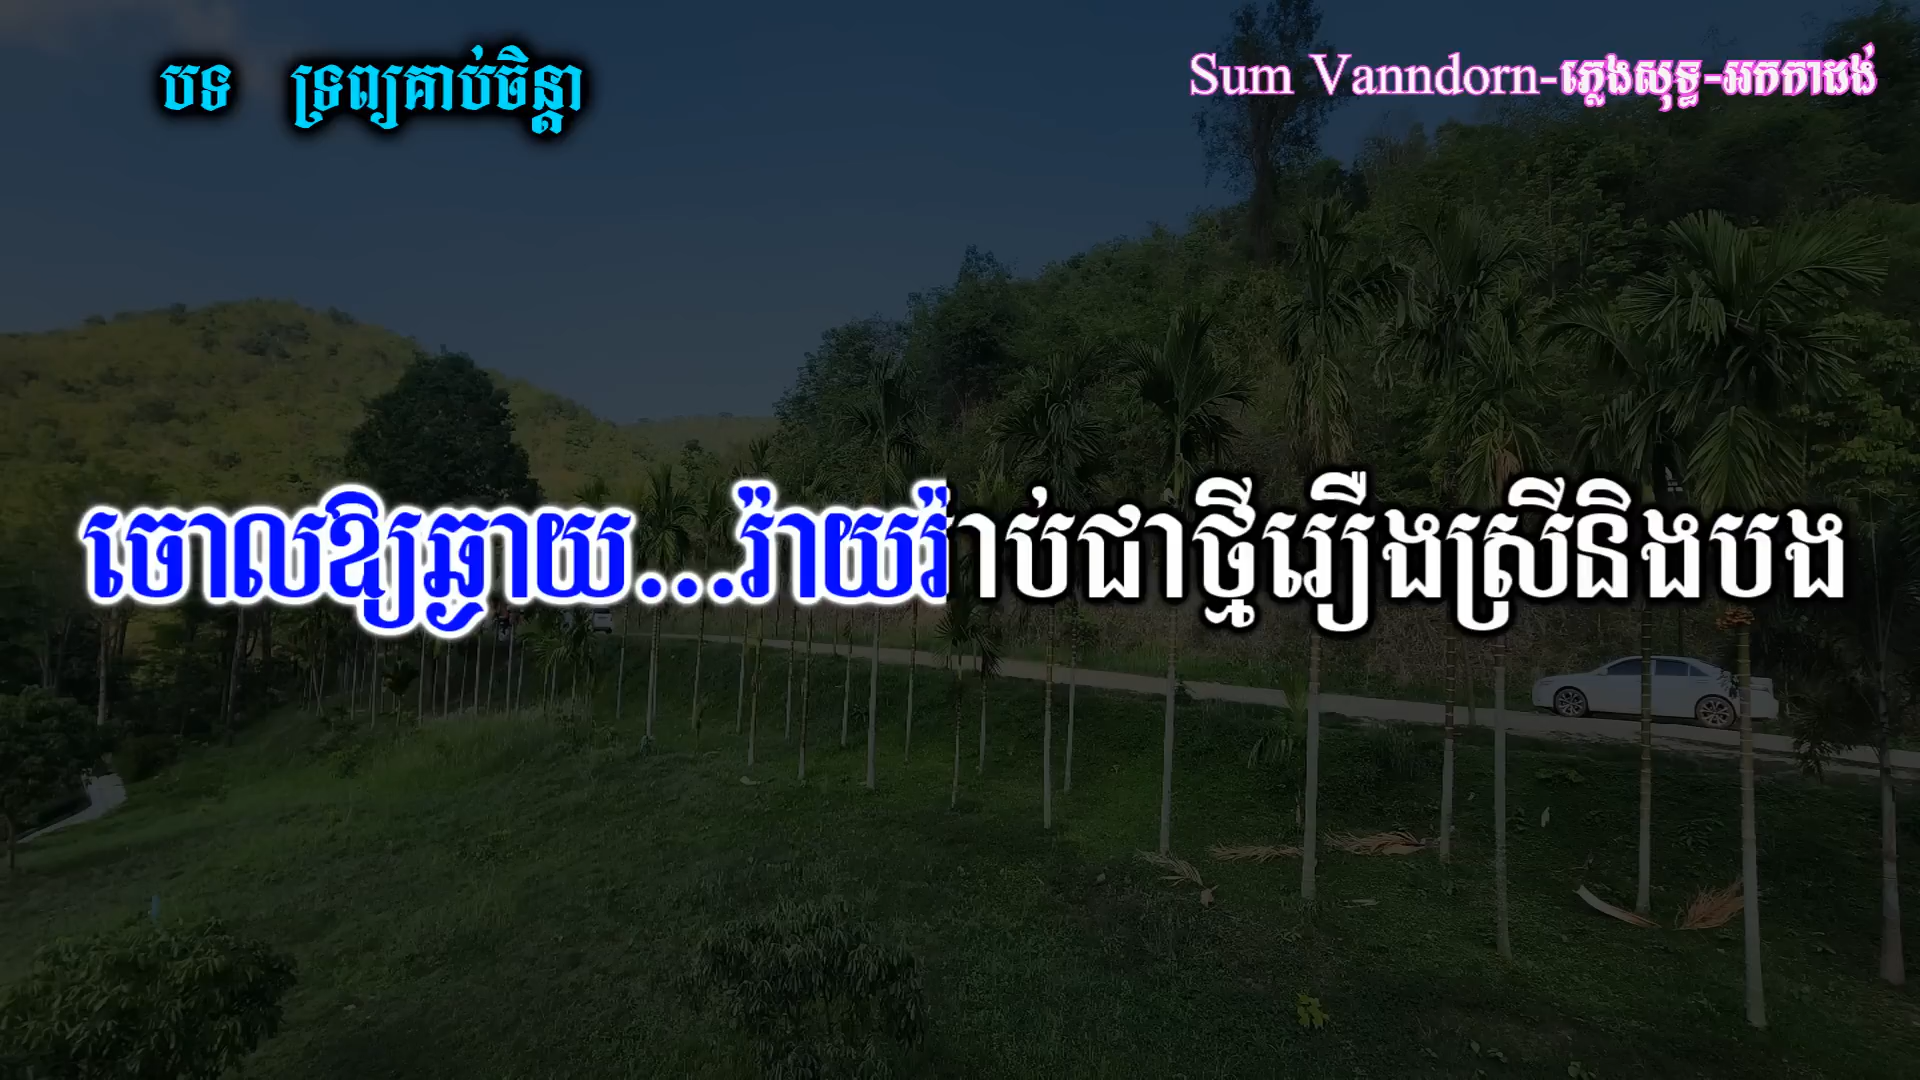 បទ ទ្រព្យគាប់ចិន្តា
Sum Vanndorn-ភ្លេងសុទ្ធ-អកកាដង់
ចោលឱ្យឆ្ងាយ...រ៉ាយរ៉ាប់ជាថ្មីរឿងស្រីនិងបង